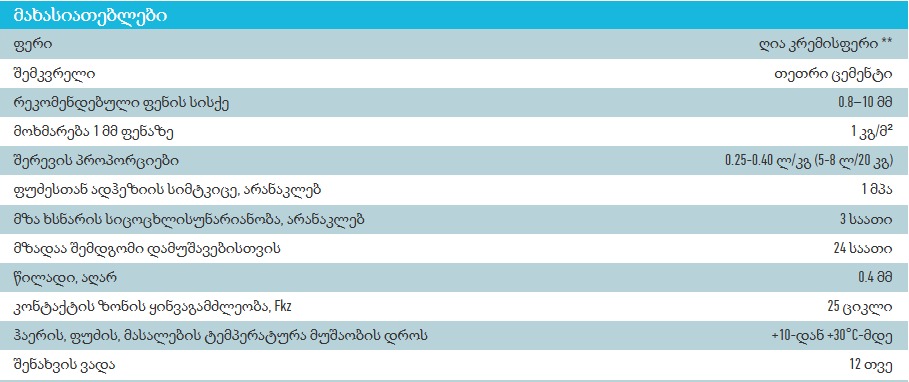 მახასიათებლები
ფერი ღია კრემისფერი **
შემკვრელი თეთრი ცემენტი
რეკომენდებული ფენის სისქე 0.8–10 მმ
მოხმარება 1 მმ ფენაზე 1 კგ/მ²
შერევის პროპორციები 0.25-0.40 ლ/კგ (5-8 ლ/20 კგ)
ფუძესთან ადჰეზიის სიმტკიცე, არანაკლებ 1 მპა
მზა ხსნარის სიცოცხლისუნარიანობა, არანაკლებ 3 საათი
მზადაა შემდგომი დამუშავებისთვის 24 საათი
წილადი, აღარ 0.4 მმ
კონტაქტის ზონის ყინვაგამძლეობა, Fkz 25 ციკლი
ჰაერის, ფუძის, მასალების ტემპერატურა მუშაობის დროს +10-დან +30°C-მდე
შენახვის ვადა 12 თვე